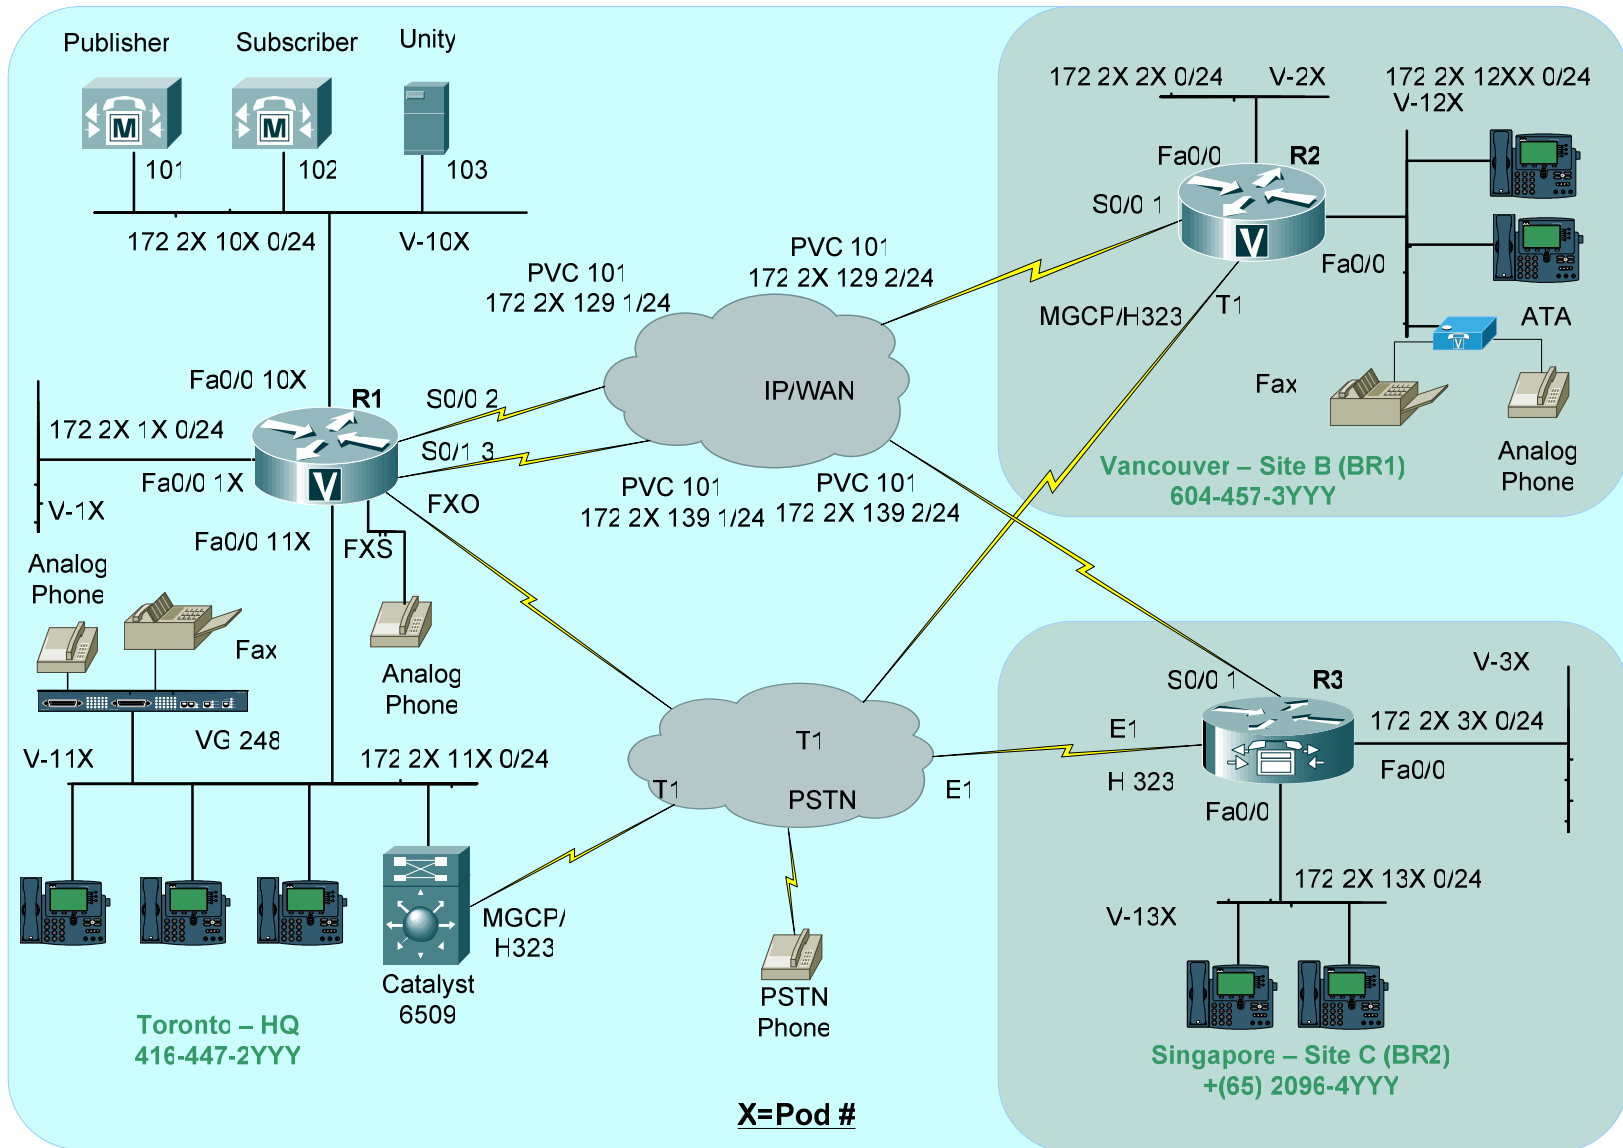 Publisher
Subscriber
Unity
M
M
101
102
103
172 2X 10X 0/24
V-10X
172 2X 2X 0/24
V-2X
172 2X 12XX 0/24
V-12X
Fa0/0
R2
S0/0 1
V
Fa0/0
PVC 101
172 2X 129 1/24
PVC 101
172 2X 129 2/24
MGCP/H323
T1
ATA
V
Fax
Analog
Phone
Vancouver – Site B (BR1)
604-457-3YYY
Fa0/0 10X
R1
S0/0 2
S0/1 3
IP/WAN
172 2X 1X 0/24
Fa0/0 1X
V-1X
V
FXO
PVC 101
172 2X 139 1/24
PVC 101
172 2X 139 2/24
Fa0/0 11X
FXS
Analog
Phone
Fax
Analog
Phone
VG 248
V-11X
172 2X 11X 0/24
T1
T1
PSTN
E1
E1
H 323
S0/0 1
R3
V-3X
172 2X 3X 0/24
Fa0/0
Fa0/0
172 2X 13X 0/24
V-13X
MGCP/
H323
Catalyst
6509
PSTN
Phone
Toronto – HQ
416-447-2YYY
Singapore – Site C (BR2)
+(65) 2096-4YYY
X=Pod #